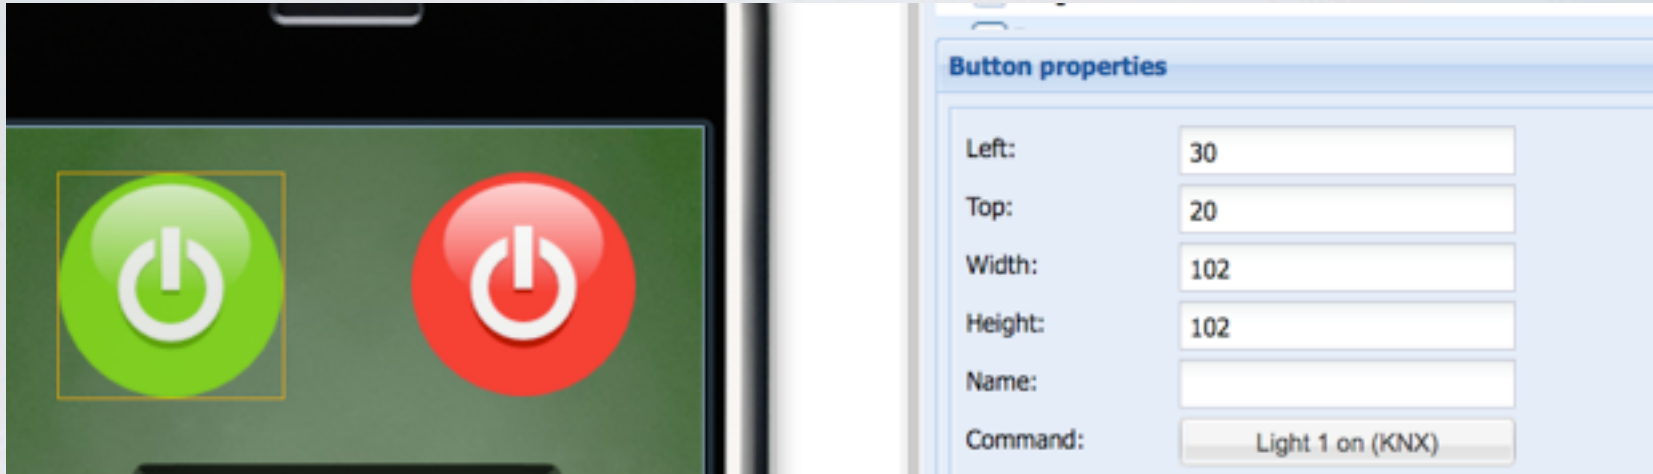 Button properties
Left:
30
Top:
20
Width:
102
Height:
102
Name:
Command:
Light 1 on (KNX)